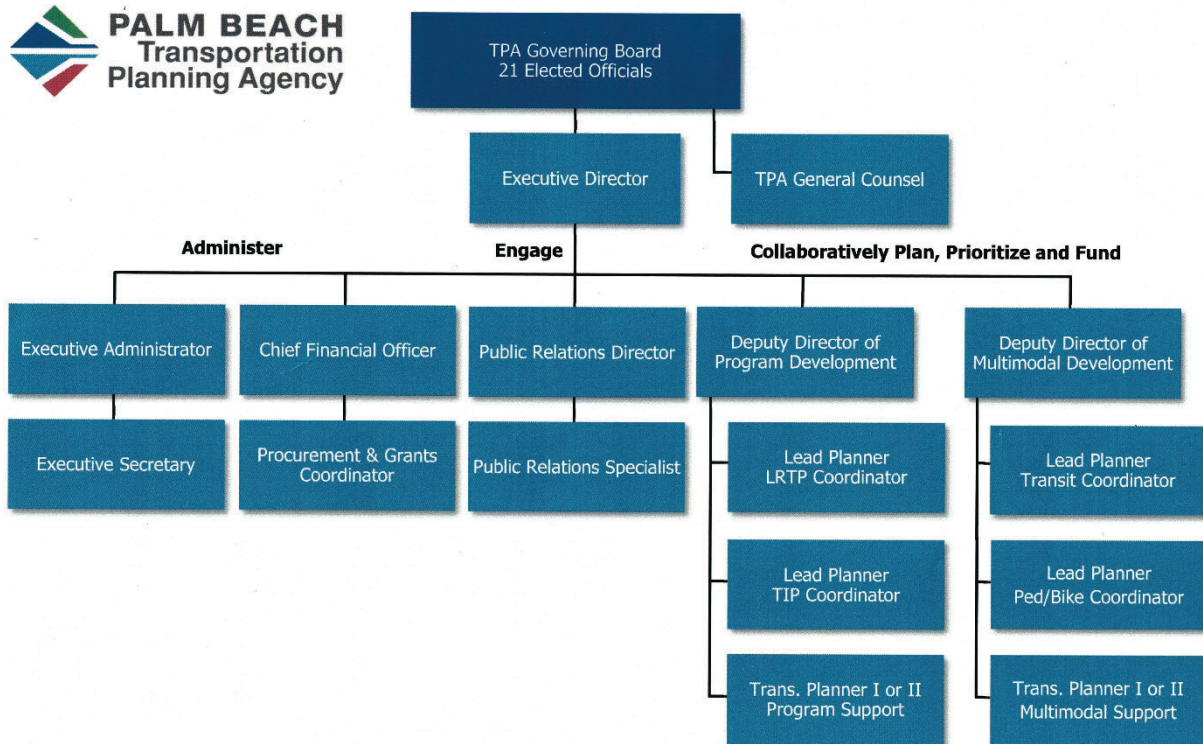 PALM BEACH
Transportation
Planning Agency
TPA Governing Board
21 Elected Officials
Executive Director
TPA General Counsel
Administer
Engage
Collaboratively Plan, Prioritize and Fund
Executive Administrator
Chief Financial Officer
Public Relations Director
Deputy Director of
Program Development
Deputy Director of
Multimodal Development
Executive Secretary
Procurement & Grants
Coordinator
Public Relations Specialist
Lead Planner
LRTP Coordinator
Lead Planner
Transit Coordinator
Lead Planner
TIP Coordinator
Lead Planner
Ped/Bike Coordinator
Trans. Planner I or II
Program Support
Trans. Planner I or II
Multimodal Support